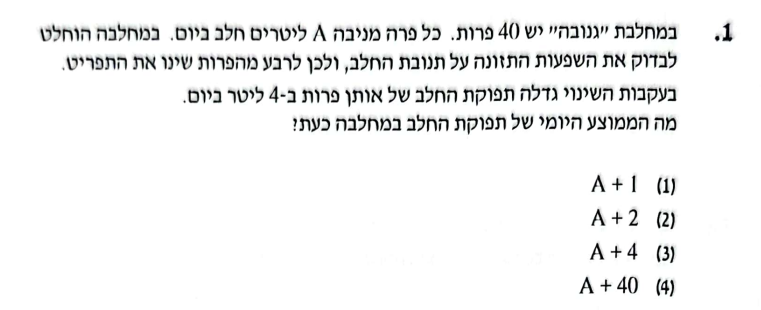 1. במחלבת "גנובה" יש 40 פרות. כל פרה מניבה A ליטרים חלב ביום. במחלבה הוחלט
לבדוק את השפעות התזונה על תנובת החלב, ולכן לרבע מהפרות שינו את התפריט.
בעקבות השינוי גדלה תפוקת החלב של אותן פרות ב-4 ליטר ביום.
מה הממוצע היומי של תפוקת החלב במחלבה כעת?
(1) A + 1
(2) A + 2
(3) A + 4
(4) A + 40